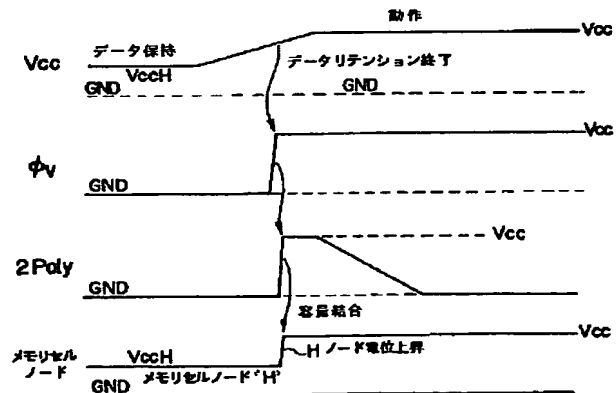 動作
Vcc
データ保持
Vcc
VccH
データリテンション終了
GND
GND
Vcc
φv
GND
Vcc
2Poly
GND
容量結合
Vcc
メモリセル
ノード
VccH
H ノード電位上昇
メモリセルノード"H"
GND